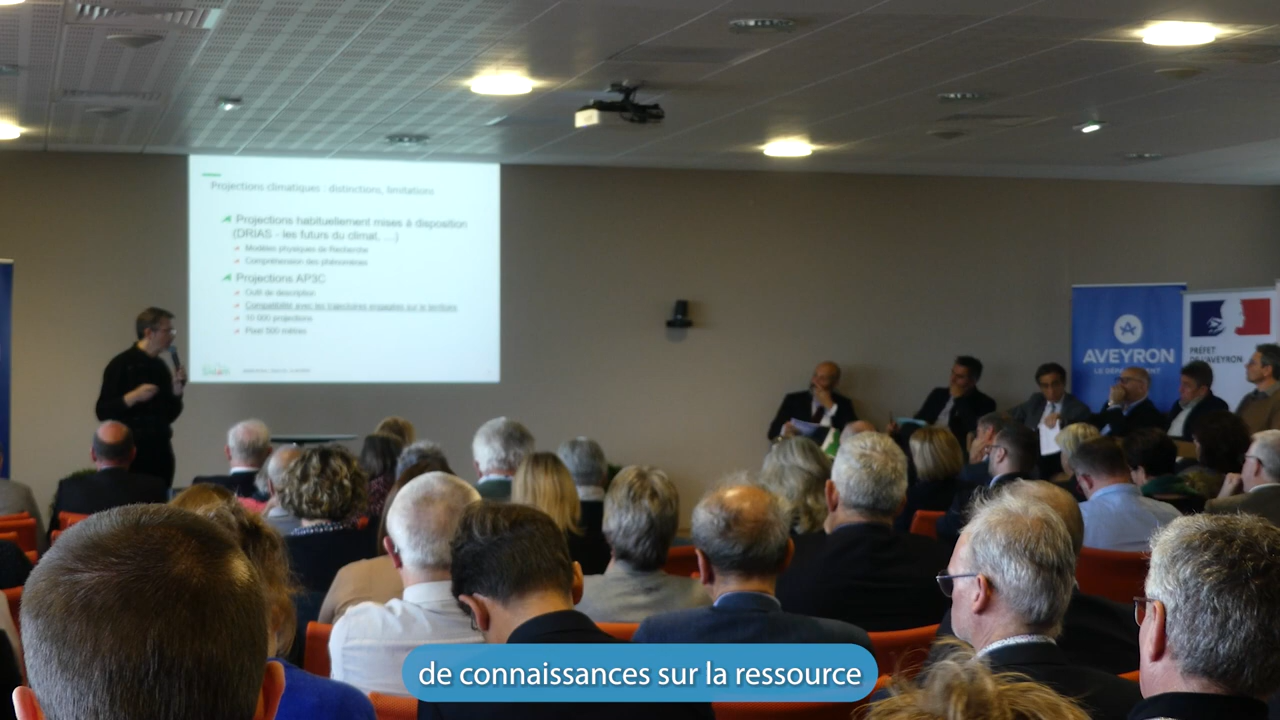 Projections climatiques : distinctions, limitations
Projections habituellement mises à disposition
(DRIAS - les futurs du climat, ...)
Modèles physiques de Recherche
Compréhension des phénomènes
Projections AP3C
Outil de description
Compatibilité avec les trajectoires engagées sur le territoire
10 000 projections
Pixel 500 mètres
AVEYRON
LE DÉPARTEMENT
PRÉFET
DE L'AVEYRON
de connaissances sur la ressource